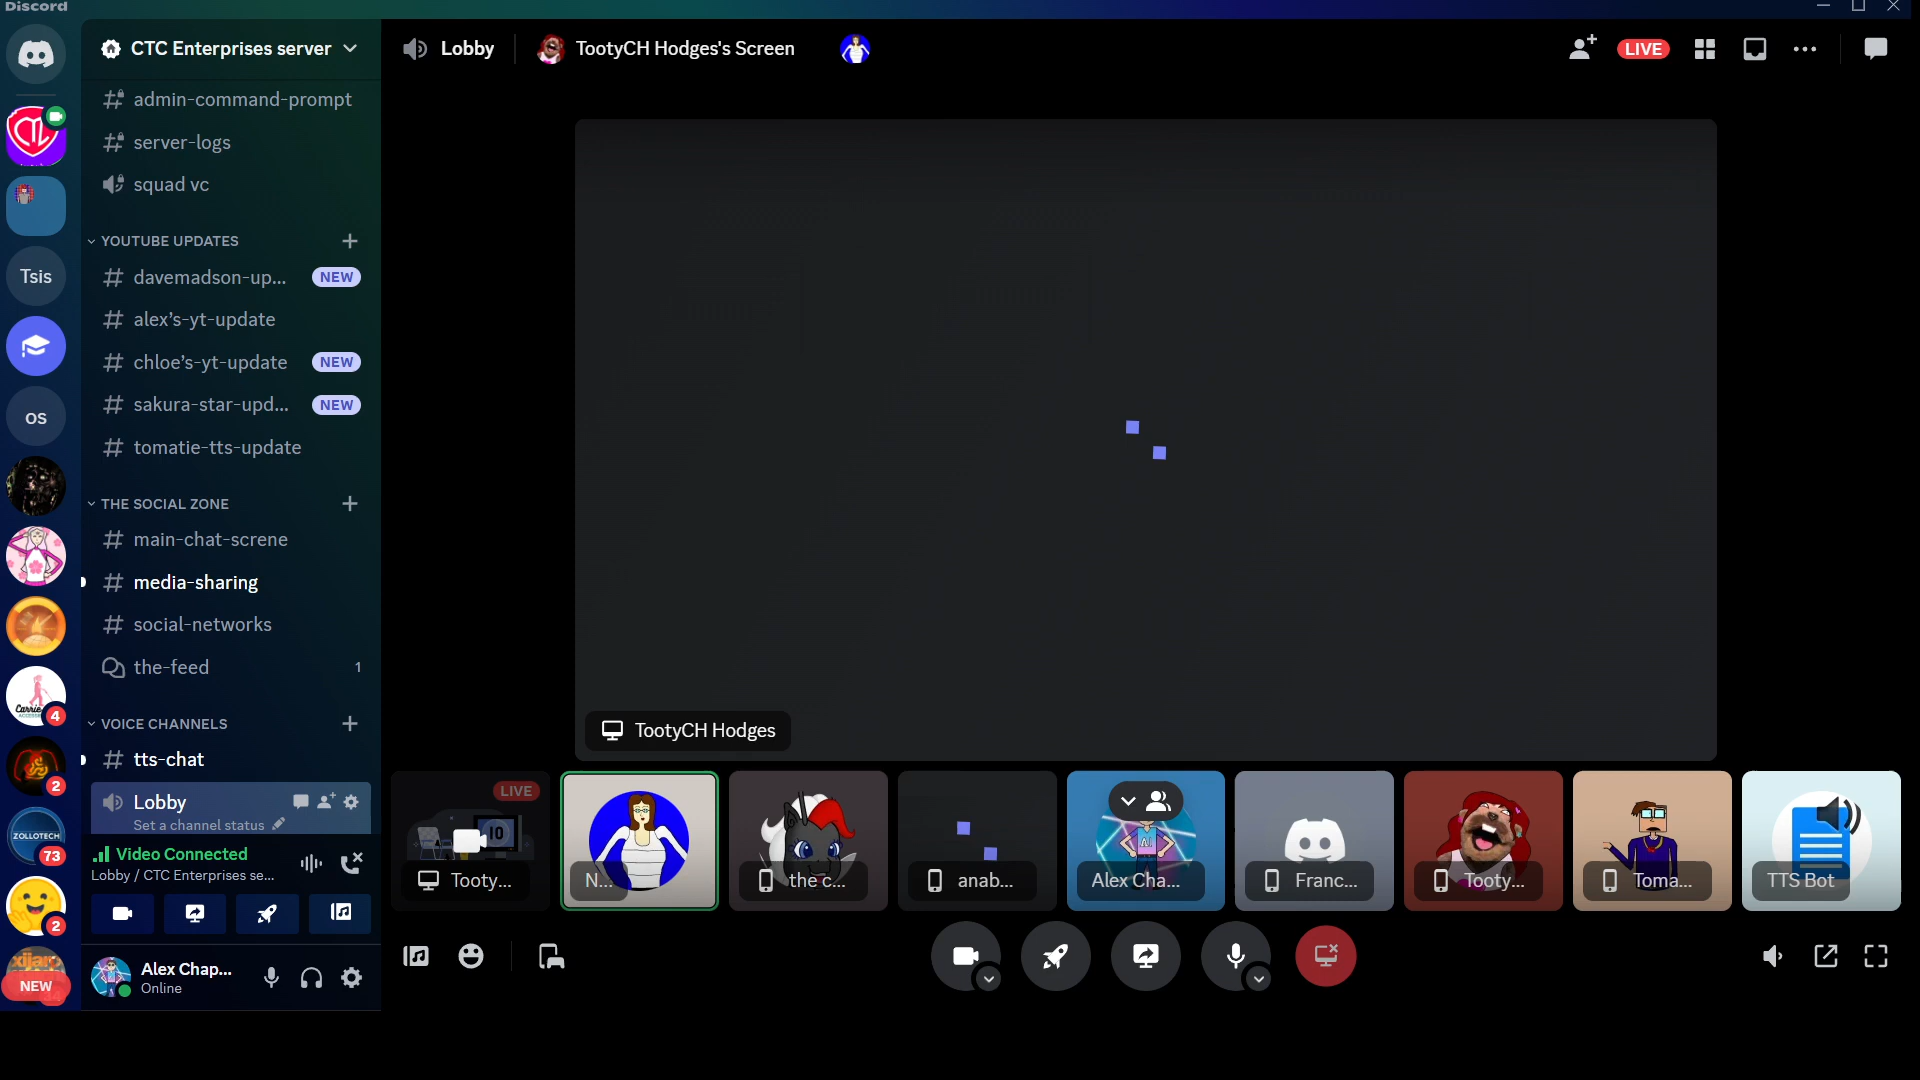 Discord
CTC Enterprises server
Lobby
TootyCH Hodges's Screen
LIVE
admin-command-prompt
server-logs
squad vc
Tsis
YOUTUBE UPDATES
davemadson-up... NEW
alex's-yt-update
chloe's-yt-update NEW
os
sakura-star-upd... NEW
tomatie-tts-update
THE SOCIAL ZONE
main-chat-screne
media-sharing
social-networks
the-feed 1
Carrie
4
VOICE CHANNELS
tts-chat
2
Lobby
Set a channel status
ZOLLOTECH
73
Video Connected
Lobby / CTC Enterprises se...
2
Alex Chap...
Online
NEW
TootyCH Hodges
LIVE
10
Tooty...
N...
the c...
anab...
Alex Cha...
Franc...
Tooty...
Toma...
TTS Bot